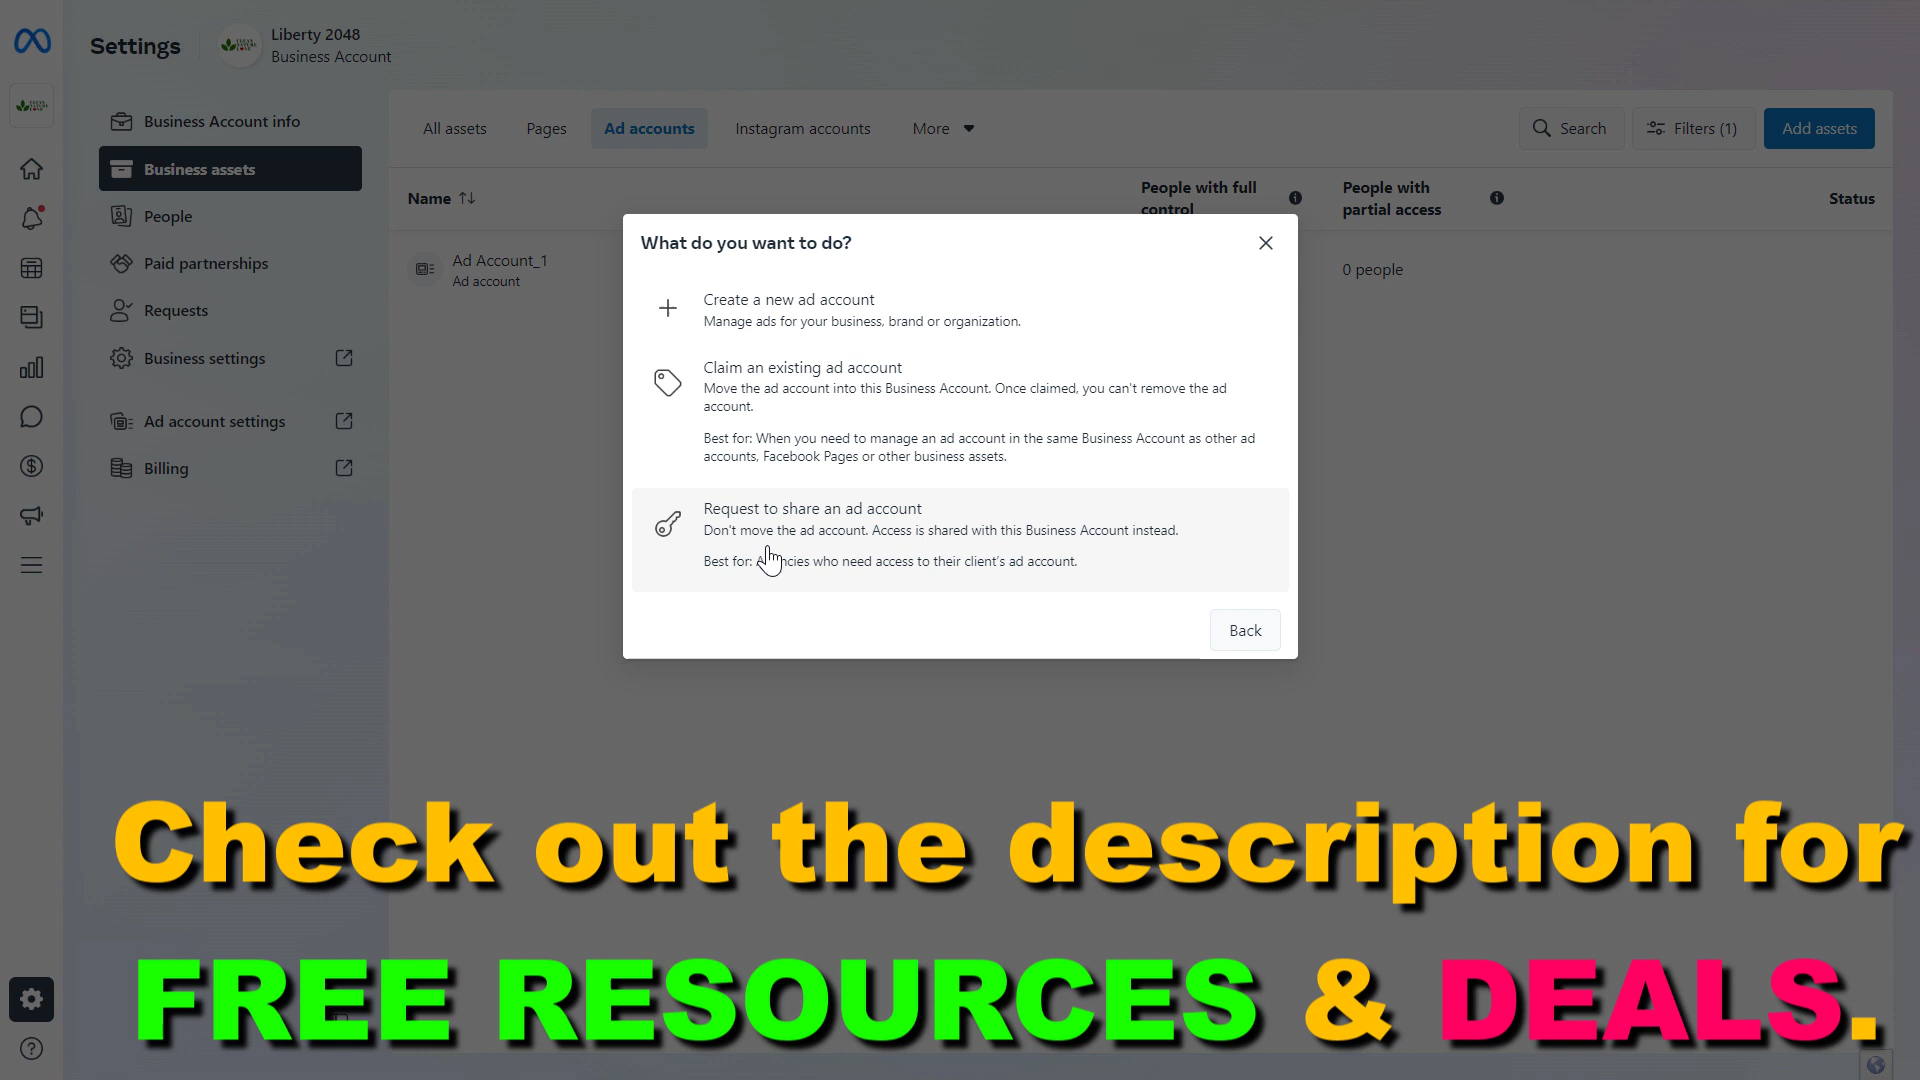 Settings
Liberty 2048
Business Account
Business Account info
Business assets
People
Paid partnerships
Requests
Business settings
Ad account settings
Billing
All assets
Pages
Ad accounts
Instagram accounts
More
Search
Filters (1)
Add assets
Name
People with full
control
People with
partial access
Status
Ad Account_1
Ad account
0 people
What do you want to do?
Create a new ad account
Manage ads for your business, brand or organization.
Claim an existing ad account
Move the ad account into this Business Account. Once claimed, you can't remove the ad
account.
Best for: When you need to manage an ad account in the same Business Account as other ad
accounts, Facebook Pages or other business assets.
Request to share an ad account
Don't move the ad account. Access is shared with this Business Account instead.
Best for: Agencies who need access to their client's ad account.
Back
Check out the description for
FREE RESOURCES & DEALS.